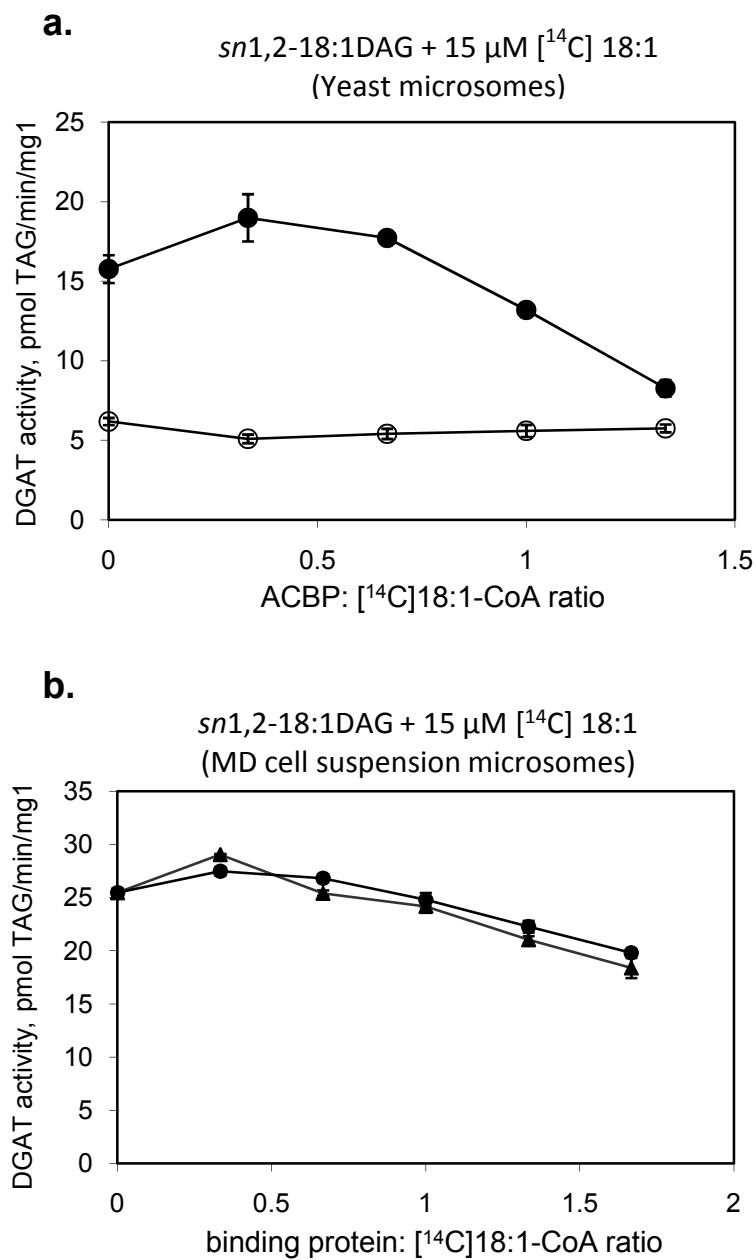 a.
sn1,2-18:1DAG + 15 µM [¹⁴C] 18:1
(Yeast microsomes)
25
20
15
10
5
0
DGAT activity, pmol TAG/min/mg1
0 0.5 1 1.5
ACBP: [¹⁴C]18:1-CoA ratio
b.
sn1,2-18:1DAG + 15 µM [¹⁴C] 18:1
(MD cell suspension microsomes)
35
30
25
20
15
10
5
0
DGAT activity, pmol TAG/min/mg1
0 0.5 1 1.5 2
binding protein: [¹⁴C]18:1-CoA ratio